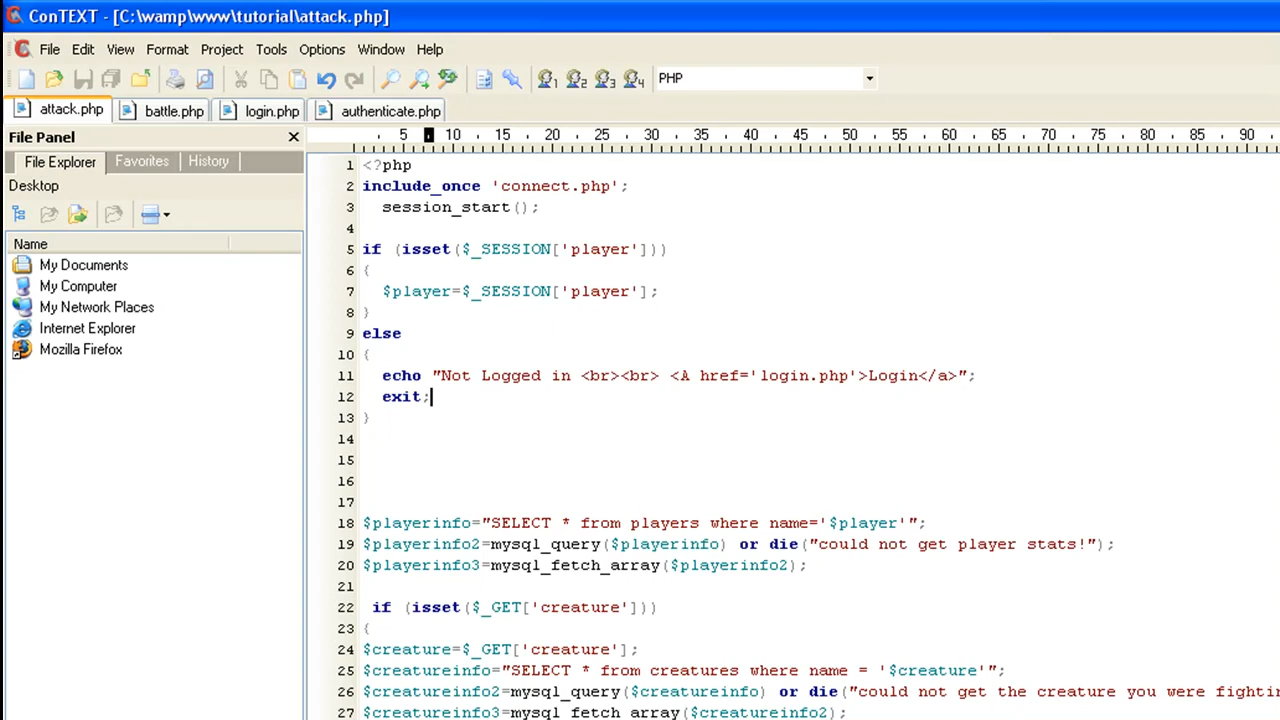 ConTEXT - [C:\wamp\www\tutorial\attack.php]
File Edit View Format Project Tools Options Window Help
1 2 3 4 PHP
attack.php battle.php login.php authenticate.php
File Panel
File Explorer Favorites History
Desktop
Name
My Documents
My Computer
My Network Places
Internet Explorer
Mozilla Firefox
5 10 15 20 25 30 35 40 45 50 55 60 65 70 75 80 85 90
1 <?php
2 include_once 'connect.php';
3 session_start();
4
5 if (isset($_SESSION['player']))
6 {
7 $player=$_SESSION['player'];
8 }
9 else
10 {
11 echo "Not Logged in <br><br> <A href='login.php'>Login</a>";
12 exit;
13 }
14
15
16
17
18 $playerinfo="SELECT * from players where name='$player'";
19 $playerinfo2=mysql_query($playerinfo) or die("could not get player stats!");
20 $playerinfo3=mysql_fetch_array($playerinfo2);
21
22 if (isset($_GET['creature']))
23 {
24 $creature=$_GET['creature'];
25 $creatureinfo="SELECT * from creatures where name = '$creature'";
26 $creatureinfo2=mysql_query($creatureinfo) or die("could not get the creature you were fightin
27 $creatureinfo3=mysql_fetch_array($creatureinfo2);